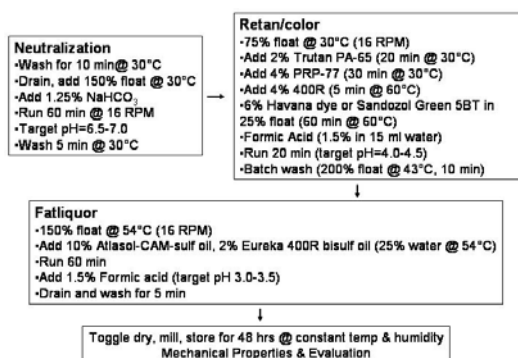 Neutralization
•Wash for 10 min@ 30°C
•Drain, add 150% float @ 30°C
•Add 1.25% NaHCO3
•Run 60 min @ 16 RPM
•Target pH=6.5-7.0
•Wash 5 min @ 30°C
Retan/color
•75% float @ 30°C (16 RPM)
•Add 2% Trutan PA-65 (20 min @ 30°C)
•Add 4% PRP-77 (30 min @ 30°C)
•Add 4% 400R (5 min @ 60°C)
•6% Havana dye or Sandozol Green 5BT in
25% float (60 min @ 60°C)
•Formic Acid (1.5% in 15 ml water)
•Run 20 min (target pH=4.0-4.5)
•Batch wash (200% float @ 43°C, 10 min)
Fatliquor
•150% float @ 54°C (16 RPM)
•Add 10% Atlasol-CAM-sulf oil, 2% Eureka 400R bisulf oil (25% water @ 54°C)
•Run 60 min
•Add 1.5% Formic acid (target pH 3.0-3.5)
•Drain and wash for 5 min
Toggle dry, mill, store for 48 hrs @ constant temp & humidity
Mechanical Properties & Evaluation